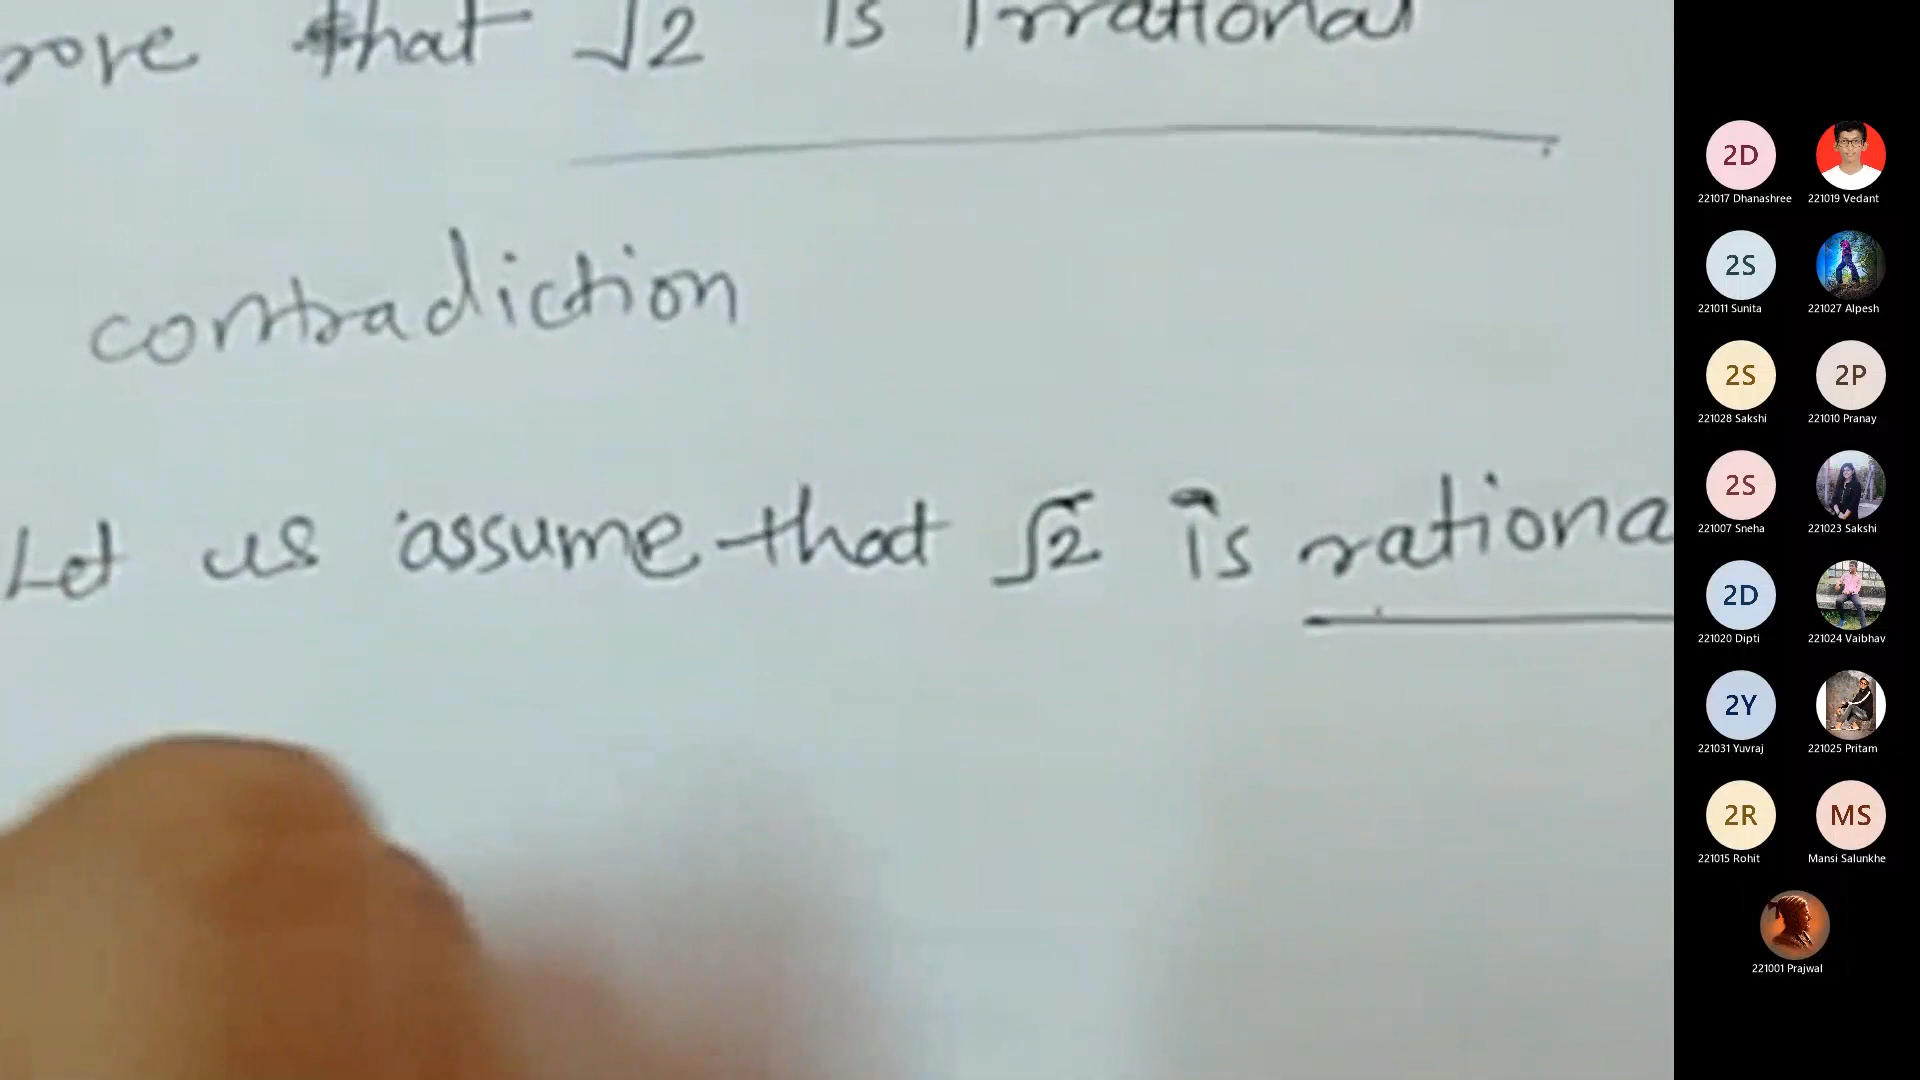 rove that √2 is Irrational
contradiction
Let us assume that √2 is rationa
2D
221017 Dhanashree
221019 Vedant
2S
221011 Sunita
221027 Alpesh
2S
2P
221028 Sakshi
221010 Pranay
2S
221007 Sneha
221023 Sakshi
2D
221020 Dipti
221024 Vaibhav
2Y
221031 Yuvraj
221025 Pritam
2R
MS
221015 Rohit
Mansi Salunkhe
221001 Prajwal